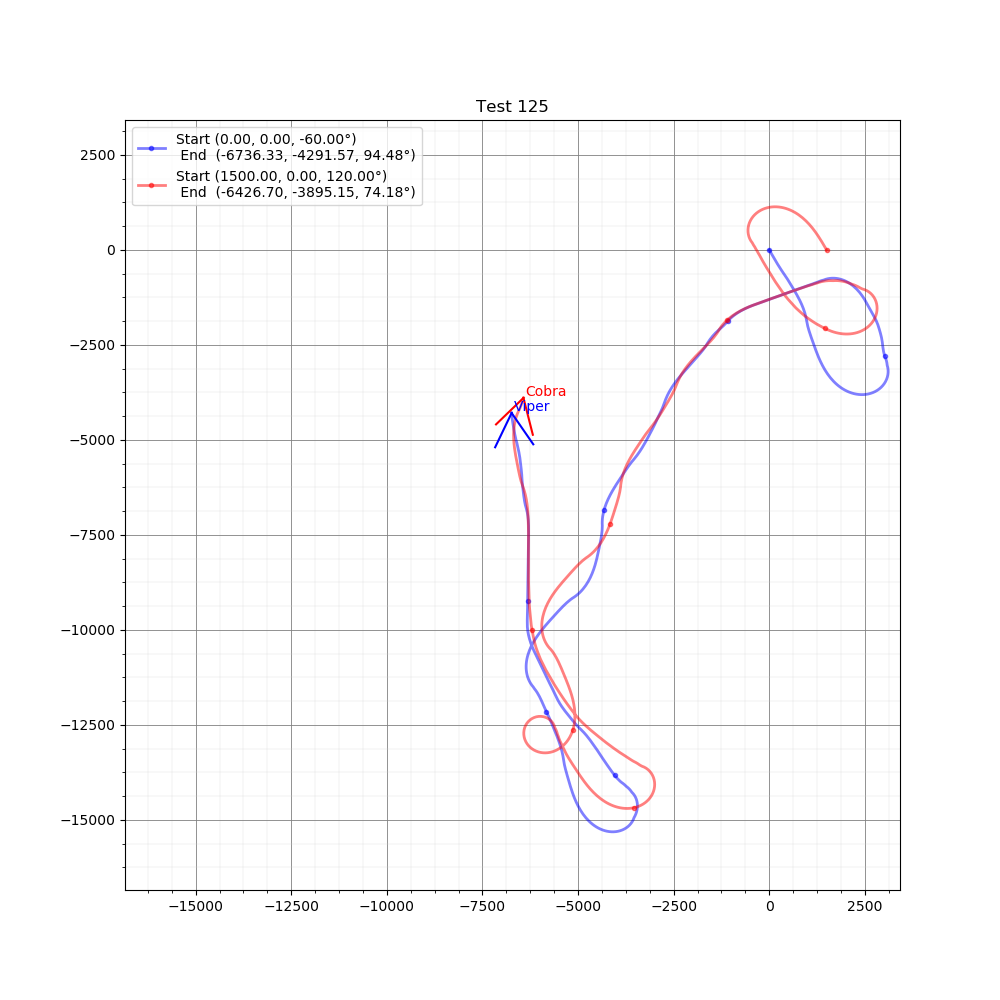 Test 125
Start (0.00, 0.00, -60.00°)
End (-6736.33, -4291.57, 94.48°)
Start (1500.00, 0.00, 120.00°)
End (-6426.70, -3895.15, 74.18°)
2500
0
−2500
−5000
−7500
−10000
−12500
−15000
Cobra
Viper
−15000 −12500 −10000 −7500 −5000 −2500 0 2500